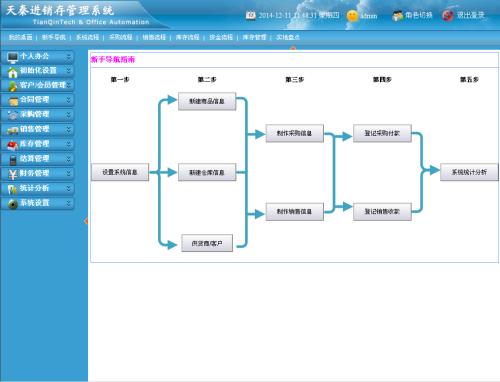 天秦进销存管理系统
TianQinTech & Office Automation
2014-12-11 11:48:31 星期四 admin 角色切换 退出登录
我的桌面 | 新手导航 | 系统流程 | 采购流程 | 销售流程 | 库存流程 | 资金流程 | 库存管理 | 实地盘点
个人办公
初始化设置
客户/会员管理
合同管理
采购管理
销售管理
库存管理
结算管理
财务管理
统计分析
系统设置
新手导航指南
第一步 第二步 第三步 第四步 第五步
新建商品信息
制作采购信息 登记采购付款
设置系统信息 新建仓库信息 系统统计分析
制作销售信息 登记销售收款
供货商/客户